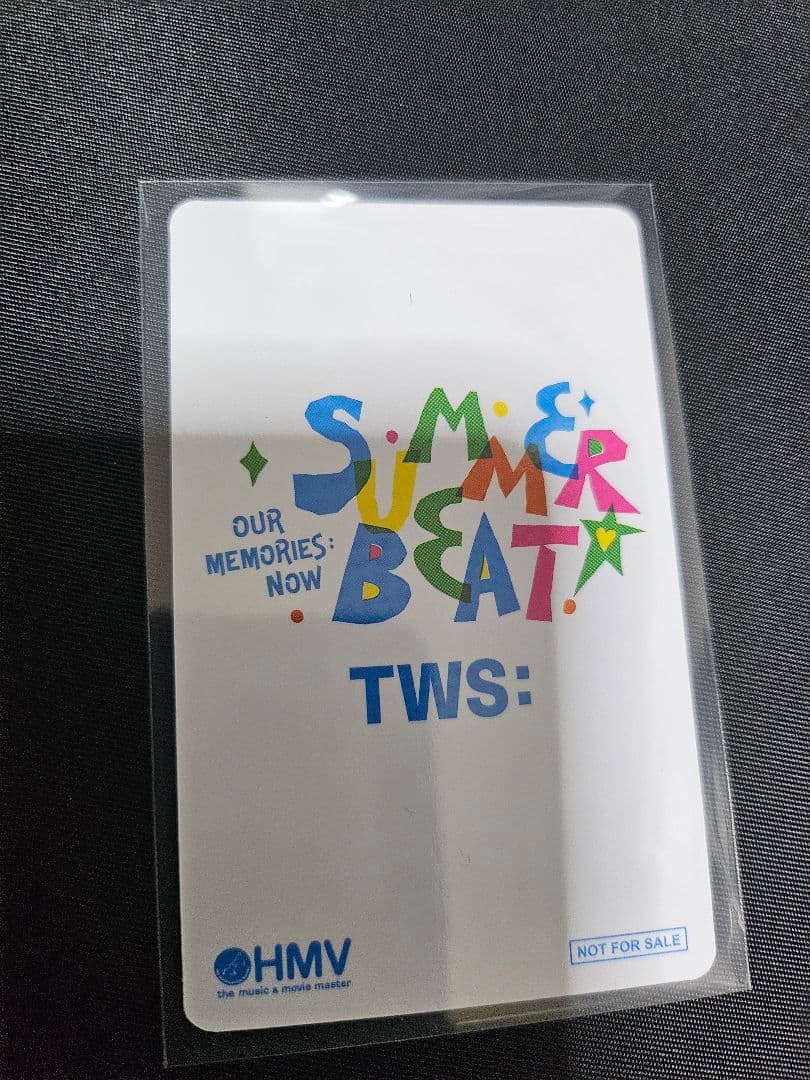 SUMMER
BEAT
OUR
MEMORIES:
NOW
TWS:
HMV
the music & movie master
NOT FOR SALE